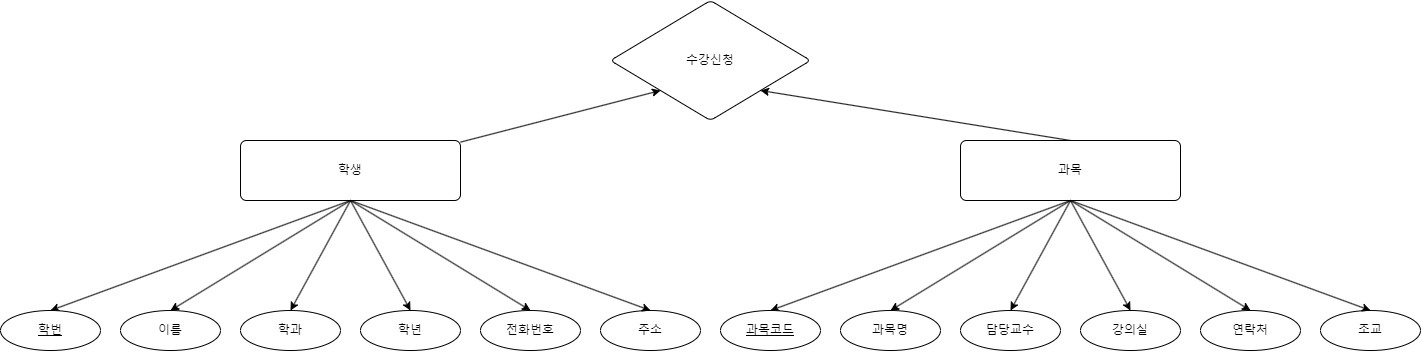 수강신청
학생
과목
학번
이름
학과
학년
전화번호
주소
과목코드
과목명
담당교수
강의실
연락처
조교